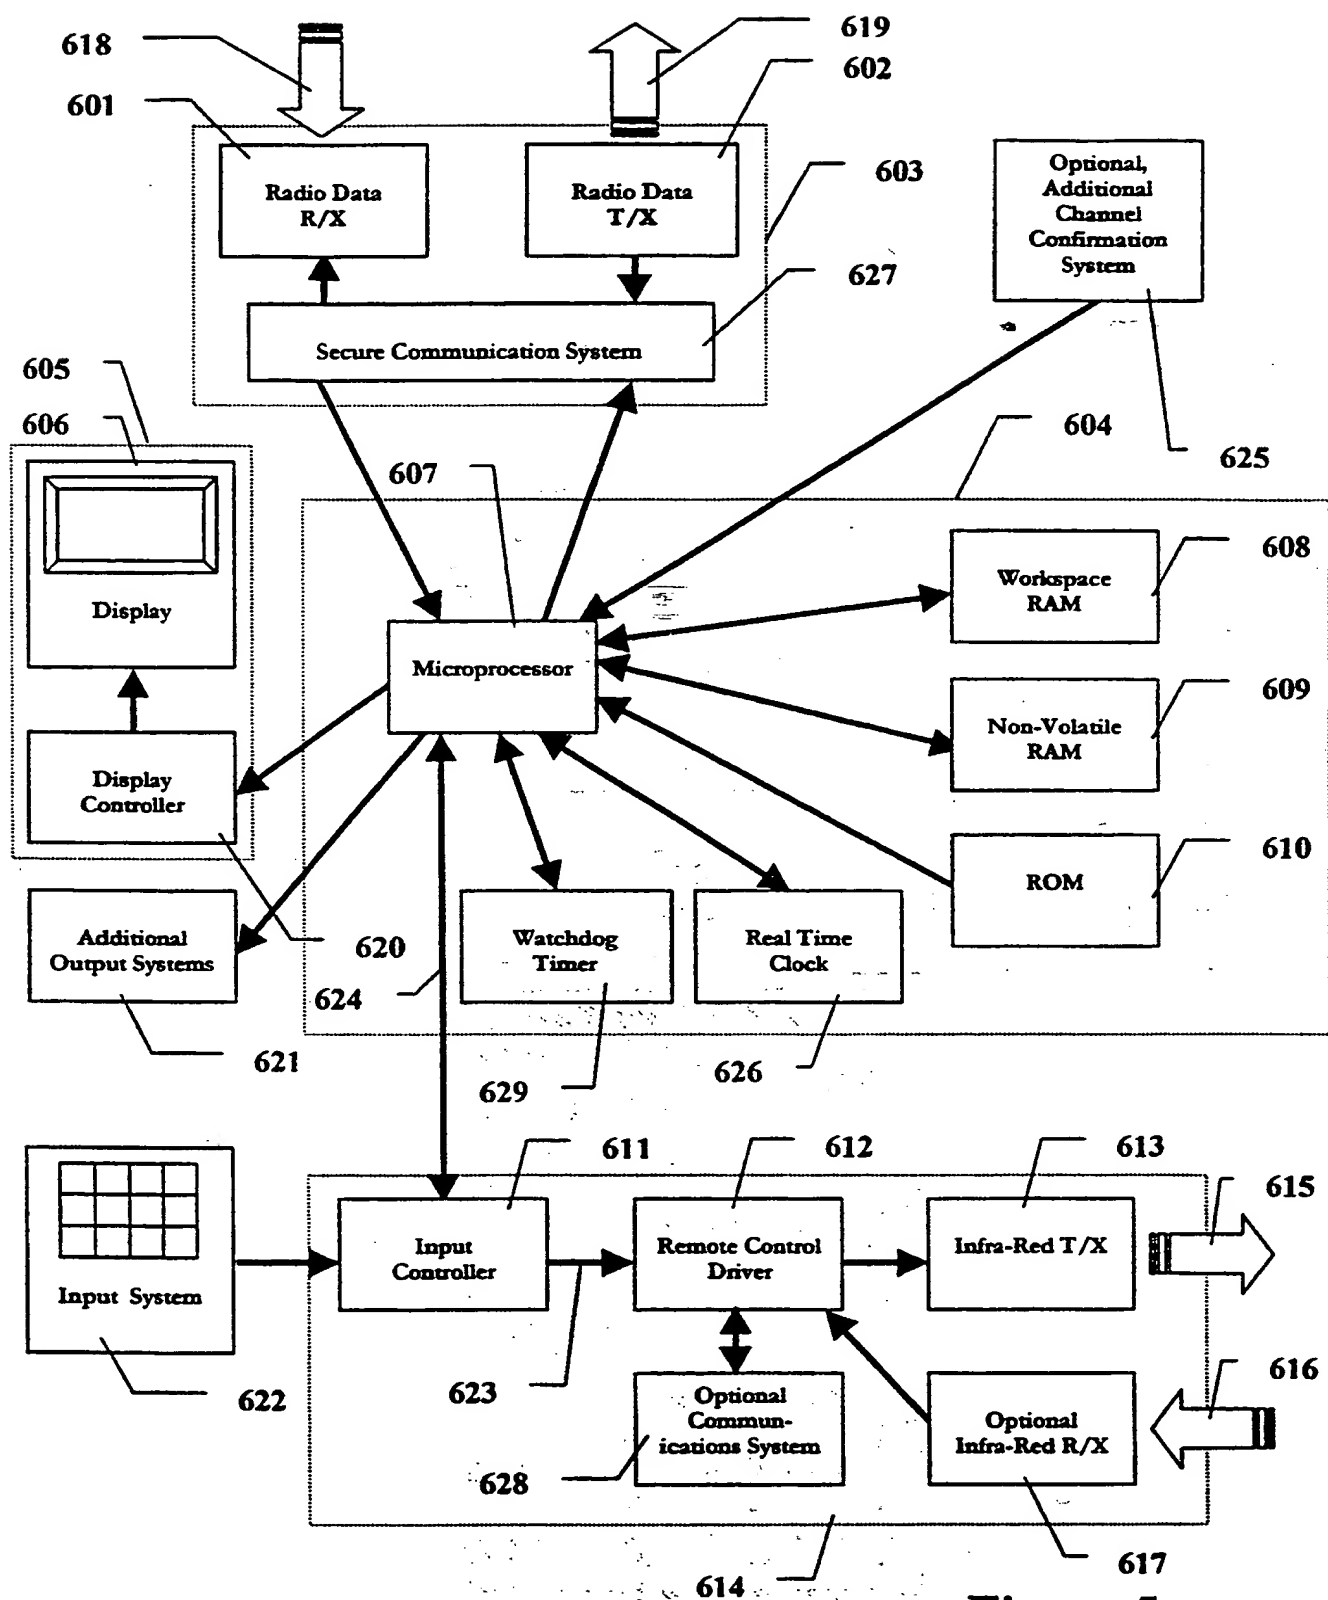 618
619
602
601
Radio Data
R/X
Radio Data
T/X
603
Optional,
Additional
Channel
Confirmation
System
627
Secure Communication System
605
606
604
625
607
608
Workspace
RAM
Display
Microprocessor
609
Non-Volatile
RAM
Display
Controller
610
ROM
Additional
Output Systems
620
624
Watchdog
Timer
Real Time
Clock
621
629
626
611
612
613
615
Input
Controller
Remote Control
Driver
Infra-Red T/X
Input System
622
623
616
Optional
Commun-
ications System
Optional
Infra-Red R/X
628
617
614